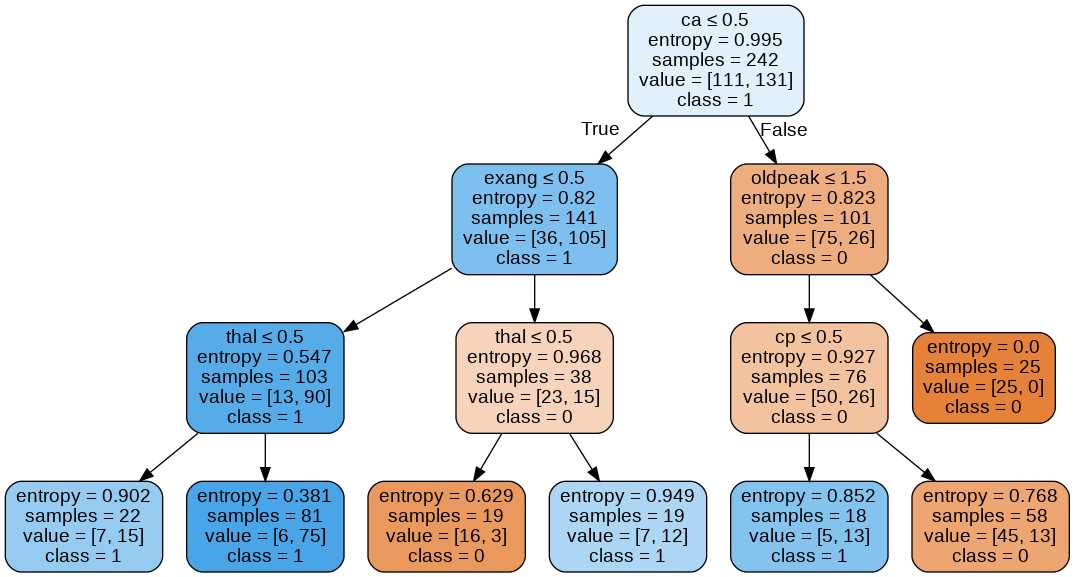 ca ≤ 0.5
entropy = 0.995
samples = 242
value = [111, 131]
class = 1
True
False
exang ≤ 0.5
entropy = 0.82
samples = 141
value = [36, 105]
class = 1
oldpeak ≤ 1.5
entropy = 0.823
samples = 101
value = [75, 26]
class = 0
thal ≤ 0.5
entropy = 0.547
samples = 103
value = [13, 90]
class = 1
thal ≤ 0.5
entropy = 0.968
samples = 38
value = [23, 15]
class = 0
cp ≤ 0.5
entropy = 0.927
samples = 76
value = [50, 26]
class = 0
entropy = 0.0
samples = 25
value = [25, 0]
class = 0
entropy = 0.902
samples = 22
value = [7, 15]
class = 1
entropy = 0.381
samples = 81
value = [6, 75]
class = 1
entropy = 0.629
samples = 19
value = [16, 3]
class = 0
entropy = 0.949
samples = 19
value = [7, 12]
class = 1
entropy = 0.852
samples = 18
value = [5, 13]
class = 1
entropy = 0.768
samples = 58
value = [45, 13]
class = 0